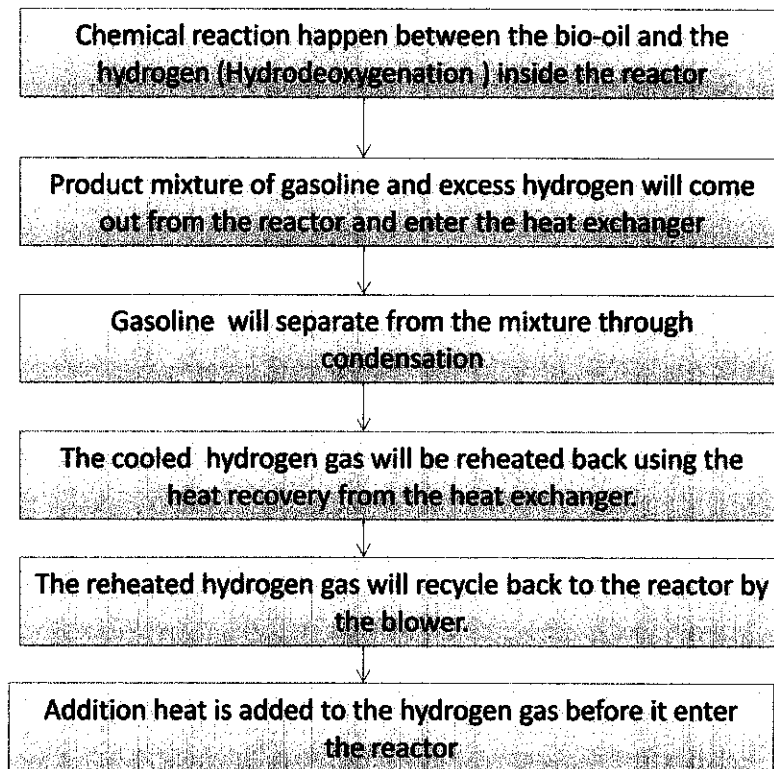 Chemical reaction happen between the bio-oil and the
hydrogen (Hydrodeoxygenation ) inside the reactor
Product mixture of gasoline and excess hydrogen will come
out from the reactor and enter the heat exchanger
Gasoline will separate from the mixture through
condensation
The cooled hydrogen gas will be reheated back using the
heat recovery from the heat exchanger.
The reheated hydrogen gas will recycle back to the reactor by
the blower.
Addition heat is added to the hydrogen gas before it enter
the reactor